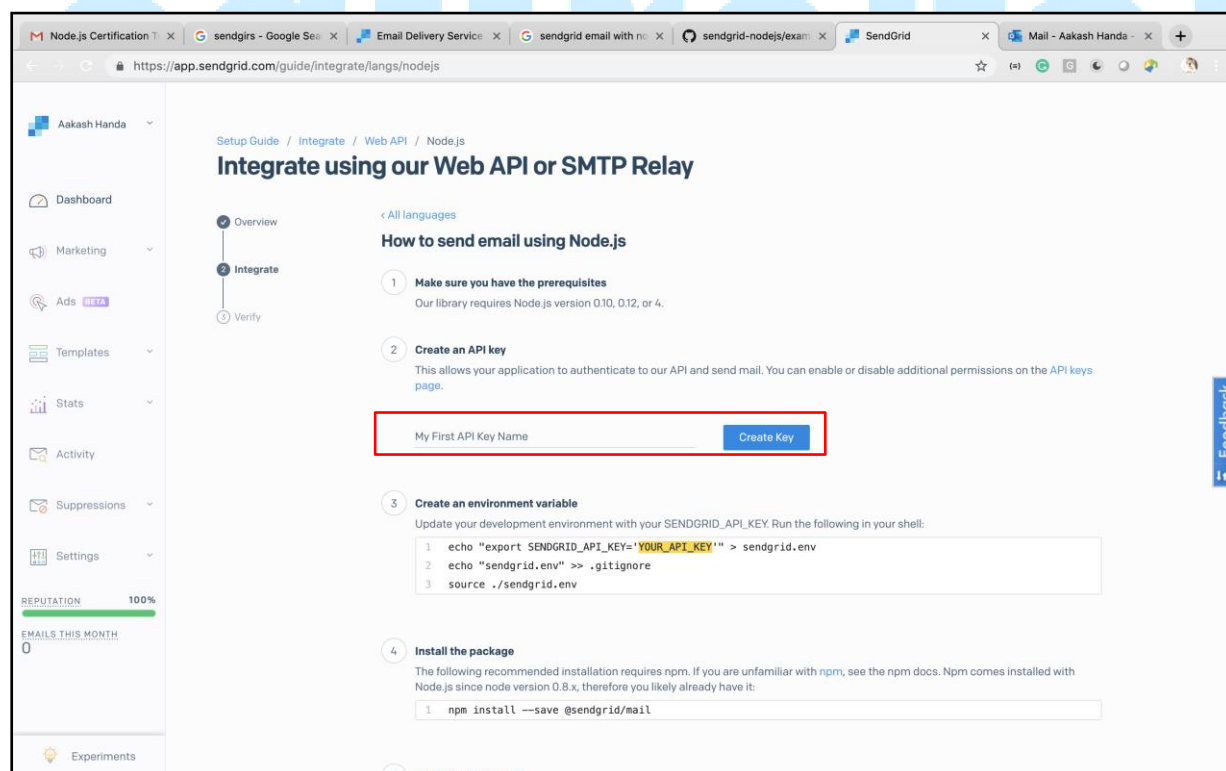 Node.js Certification T
sendgirs - Google Sea
Email Delivery Service
sendgrid email with no
sendgrid-nodejs/exam
SendGrid
Mail - Aakash Handa -
https://app.sendgrid.com/guide/integrate/langs/nodejs
Aakash Handa
Dashboard
Marketing
Ads BETA
Templates
Stats
Activity
Suppressions
Settings
REPUTATION 100%
EMAILS THIS MONTH
0
Experiments
Setup Guide / Integrate / Web API / Node.js
Integrate using our Web API or SMTP Relay
Overview
2 Integrate
3 Verify
‹ All languages
How to send email using Node.js
1 Make sure you have the prerequisites
Our library requires Node.js version 0.10, 0.12, or 4.
2 Create an API key
This allows your application to authenticate to our API and send mail. You can enable or disable additional permissions on the API keys
page.
My First API Key Name Create Key
3 Create an environment variable
Update your development environment with your SENDGRID_API_KEY. Run the following in your shell:
1 echo "export SENDGRID_API_KEY='YOUR_API_KEY'" > sendgrid.env
2 echo "sendgrid.env" >> .gitignore
3 source ./sendgrid.env
4 Install the package
The following recommended installation requires npm. If you are unfamiliar with npm, see the npm docs. Npm comes installed with
Node.js since node version 0.8.x, therefore you likely already have it:
1 npm install --save @sendgrid/mail
Feedback